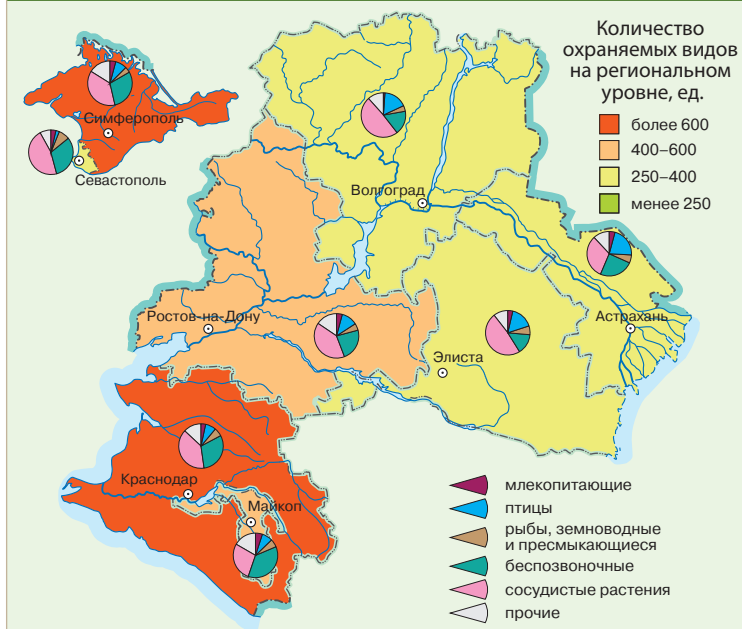 Количество
охраняемых видов
на региональном
уровне, ед.
более 600
400–600
250–400
менее 250
Симферополь
Севастополь
Волгоград
Ростов-на-Дону
Астрахань
Элиста
Краснодар
Майкоп
млекопитающие
птицы
рыбы, земноводные
и пресмыкающиеся
беспозвоночные
сосудистые растения
прочие